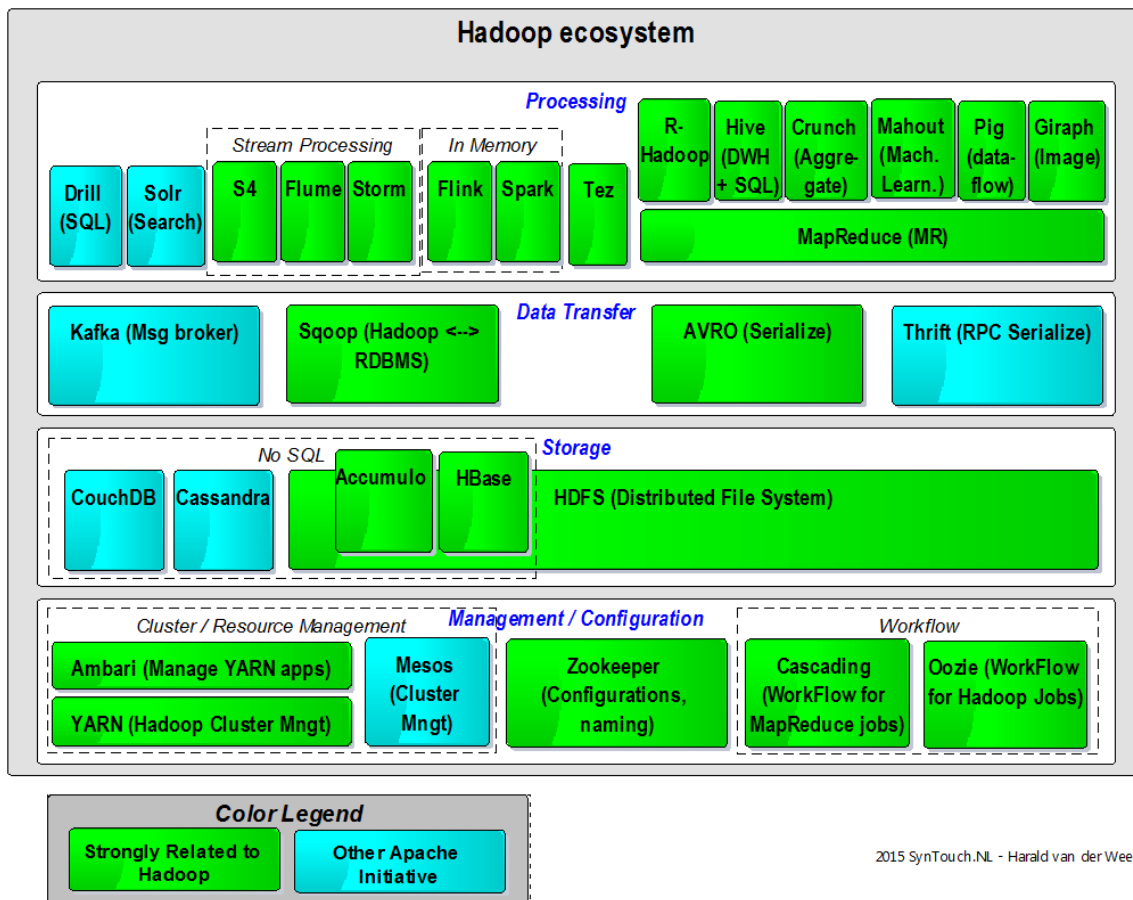 Hadoop ecosystem
Processing
Stream Processing
In Memory
Drill
(SQL)
Solr
(Search)
S4
Flume
Storm
Flink
Spark
Tez
R-
Hadoop
Hive
(DWH
+ SQL)
Crunch
(Aggre-
gate)
Mahout
(Mach.
Learn.)
Pig
(data-
flow)
Giraph
(Image)
MapReduce (MR)
Data Transfer
Kafka (Msg broker)
Sqoop (Hadoop <-->
RDBMS)
AVRO (Serialize)
Thrift (RPC Serialize)
Storage
No SQL
CouchDB
Cassandra
Accumulo
HBase
HDFS (Distributed File System)
Management / Configuration
Cluster / Resource Management
Ambari (Manage YARN apps)
YARN (Hadoop Cluster Mngt)
Mesos
(Cluster
Mngt)
Zookeeper
(Configurations,
naming)
Workflow
Cascading
(WorkFlow for
MapReduce jobs)
Oozie (WorkFlow
for Hadoop Jobs)
Color Legend
Strongly Related to
Hadoop
Other Apache
Initiative
2015 SynTouch.NL - Harald van der Wee